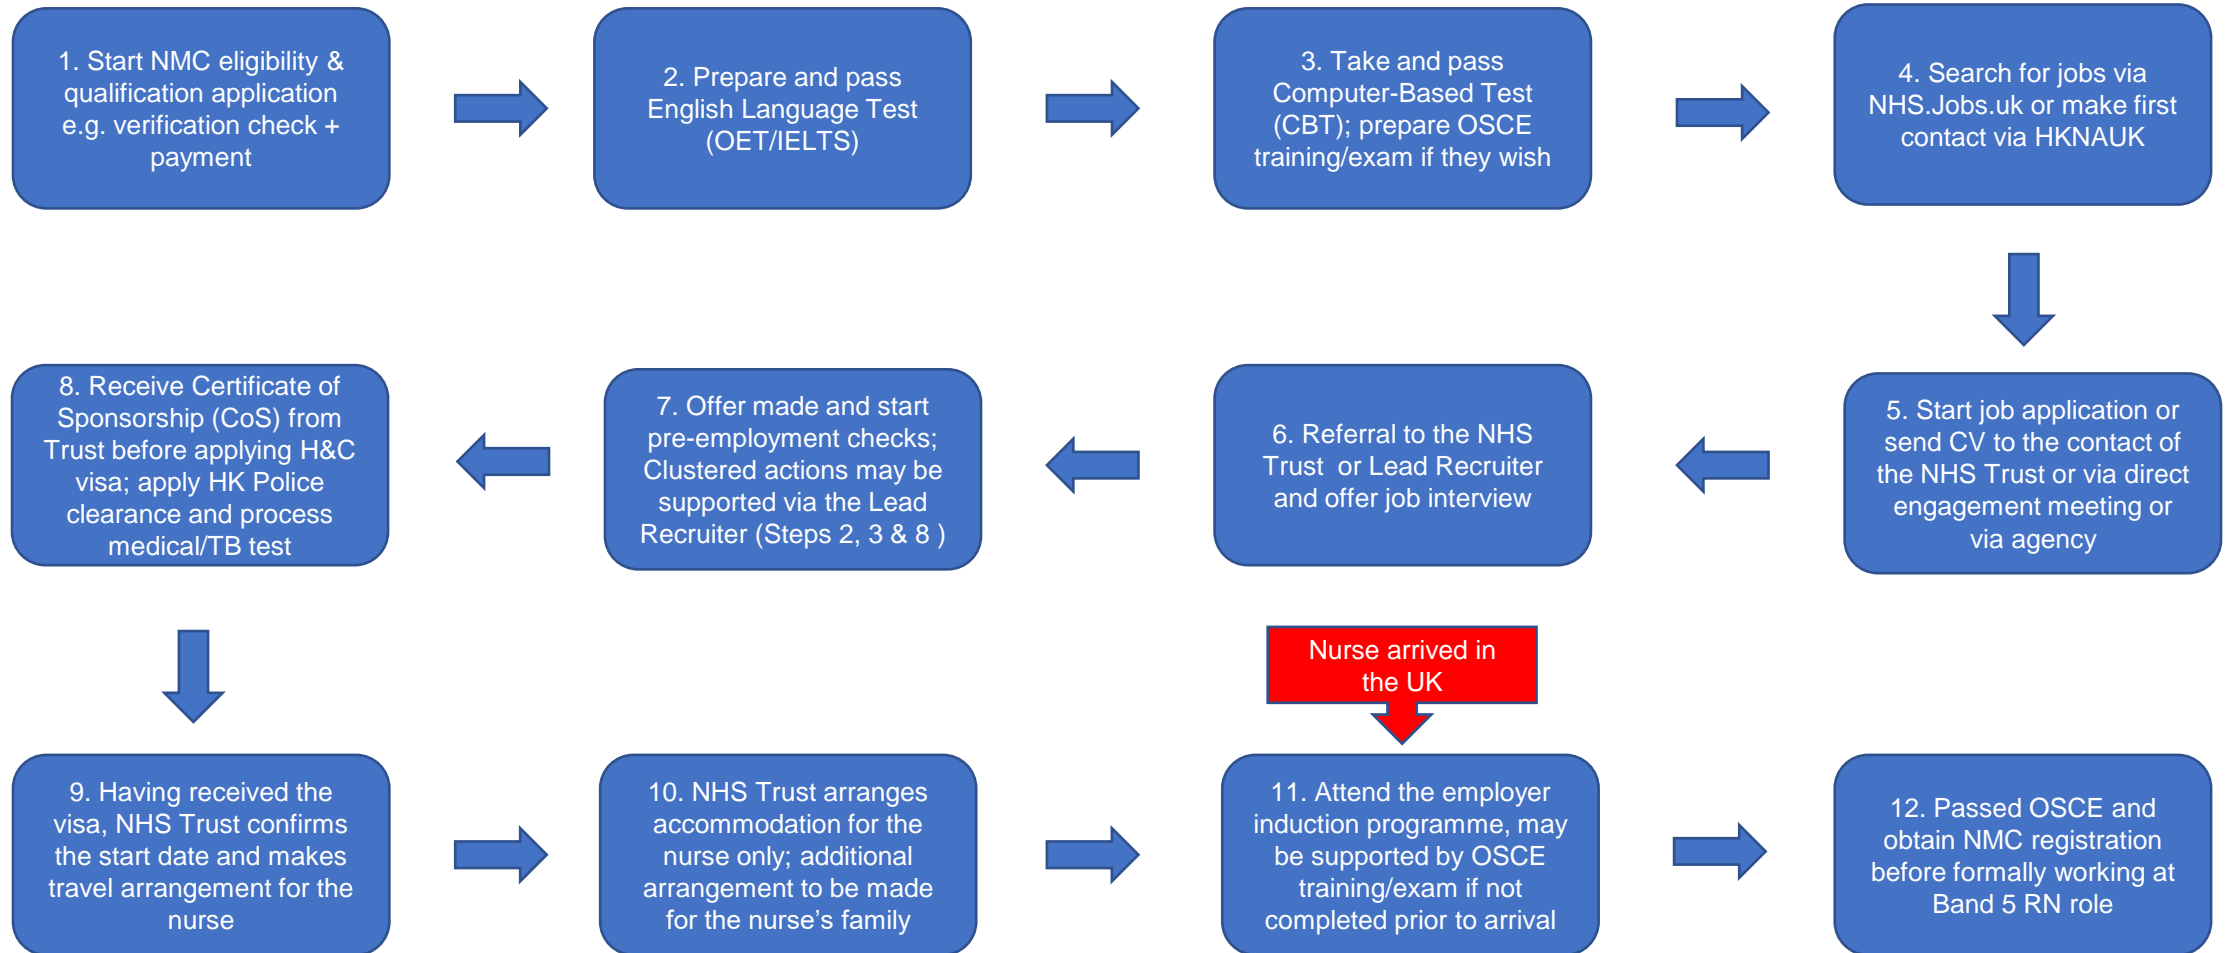 1. Start NMC eligibility &
qualification application
e.g. verification check +
payment
2. Prepare and pass
English Language Test
(OET/IELTS)
3. Take and pass
Computer-Based Test
(CBT); prepare OSCE
training/exam if they wish
4. Search for jobs via
NHS.Jobs.uk or make first
contact via HKNAUK
5. Start job application or
send CV to the contact of
the NHS Trust or via direct
engagement meeting or
via agency
6. Referral to the NHS
Trust or Lead Recruiter
and offer job interview
7. Offer made and start
pre-employment checks;
Clustered actions may be
supported via the Lead
Recruiter (Steps 2, 3 & 8 )
8. Receive Certificate of
Sponsorship (CoS) from
Trust before applying H&C
visa; apply HK Police
clearance and process
medical/TB test
9. Having received the
visa, NHS Trust confirms
the start date and makes
travel arrangement for the
nurse
10. NHS Trust arranges
accommodation for the
nurse only; additional
arrangement to be made
for the nurse’s family
Nurse arrived in
the UK
11. Attend the employer
induction programme, may
be supported by OSCE
training/exam if not
completed prior to arrival
12. Passed OSCE and
obtain NMC registration
before formally working at
Band 5 RN role